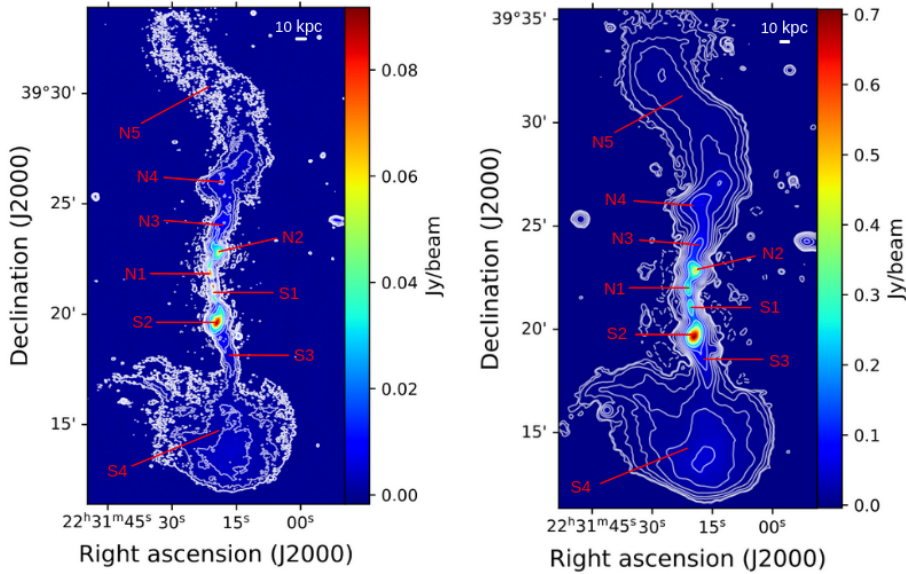 10 kpc
39°30'
25'
20'
15'
Declination (J2000)
N5
N4
N3
N2
N1
S1
S2
S3
S4
22ʰ31ᵐ45ˢ 30ˢ 15ˢ 00ˢ
Right ascension (J2000)
0.08
0.06
0.04
0.02
0.00
Jy/beam
10 kpc
39°35'
30'
25'
20'
15'
Declination (J2000)
N5
N4
N3
N2
N1
S1
S2
S3
S4
22ʰ31ᵐ45ˢ 30ˢ 15ˢ 00ˢ
Right ascension (J2000)
0.7
0.6
0.5
0.4
0.3
0.2
0.1
0.0
Jy/beam